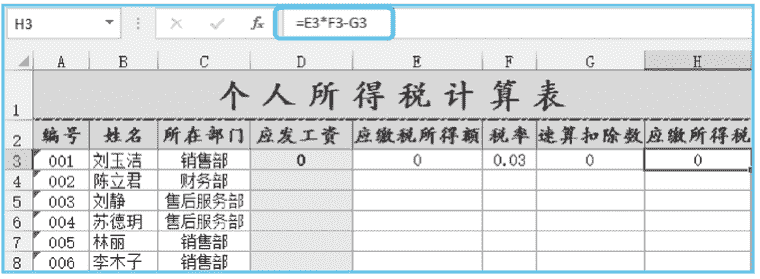 H3 fx =E3*F3-G3
A B C D E F G H
1 个人所得税计算表
2 编号 姓名 所在部门 应发工资 应缴税所得额 税率 速算扣除数 应缴所得税
3 001 刘玉洁 销售部 0 0 0.03 0 0
4 002 陈立君 财务部
5 003 刘静 售后服务部
6 004 苏德玥 售后服务部
7 005 林丽 销售部
8 006 李木子 销售部